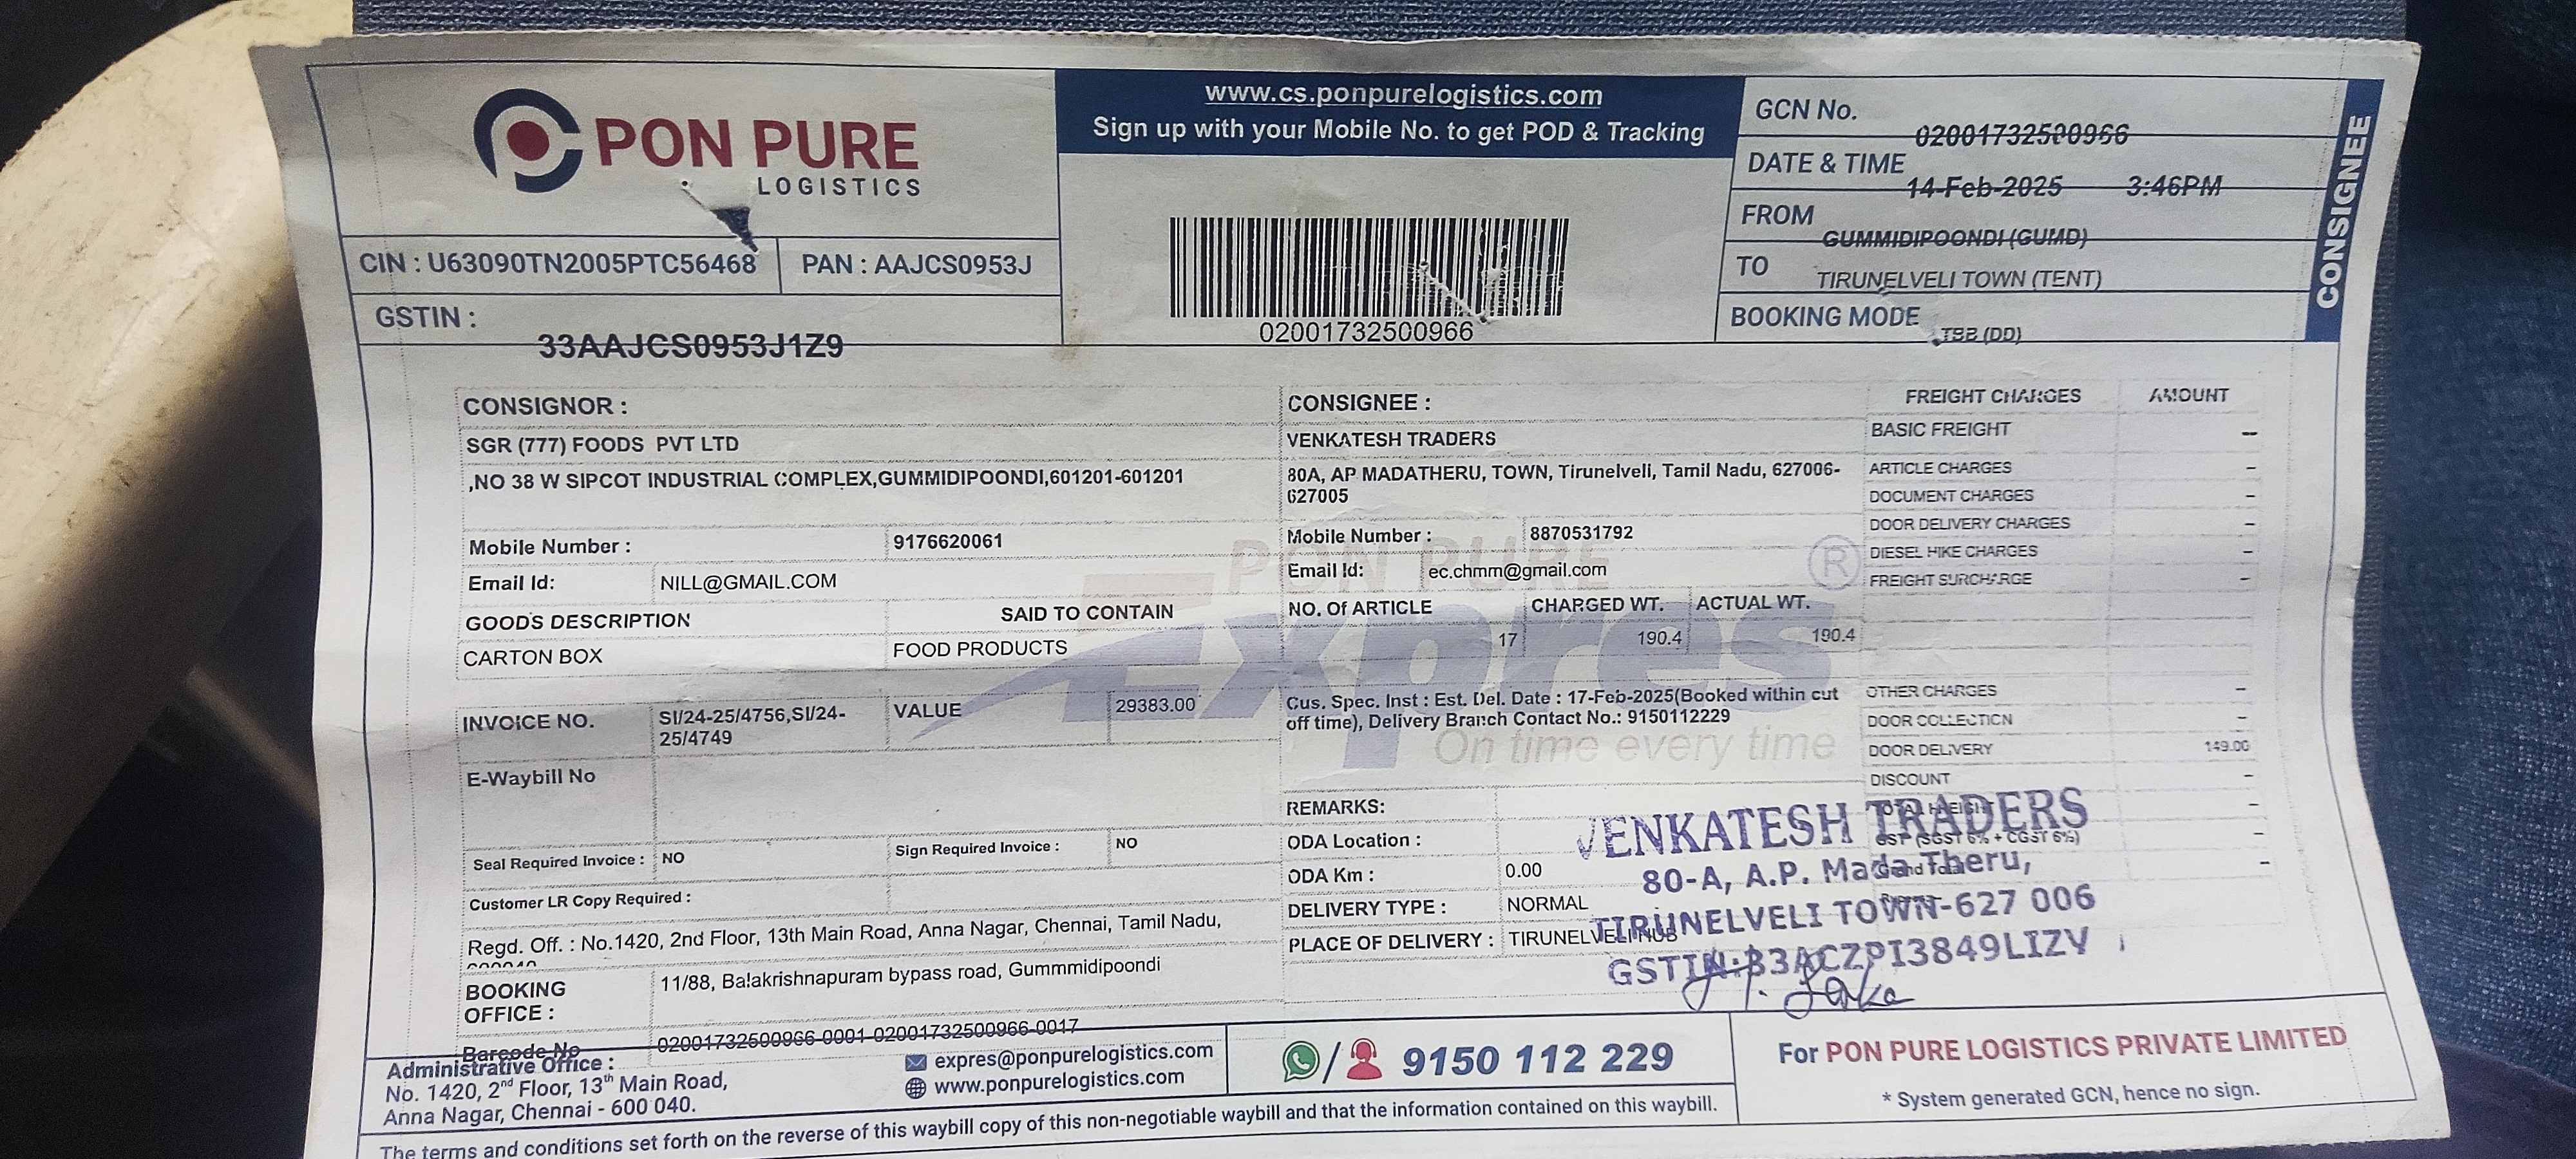 PON PURE
LOGISTICS
CIN : U63090TN2005PTC56468
PAN : AAJCS0953J
GSTIN :
33AAJCS0953J1Z9
www.cs.ponpurelogistics.com
Sign up with your Mobile No. to get POD & Tracking
02001732500966
GCN No.
02001732500966
DATE & TIME
14-Feb-2025 3:46PM
FROM
GUMMIDIPOONDI (GUMD)
TO
TIRUNELVELI TOWN (TENT)
BOOKING MODE
(DD)
CONSIGNEE
CONSIGNOR :
SGR (777) FOODS PVT LTD
,NO 38 W SIPCOT INDUSTRIAL COMPLEX,GUMMIDIPOONDI,601201-601201
Mobile Number : 9176620061
Email Id: NILL@GMAIL.COM
GOODS DESCRIPTION SAID TO CONTAIN
CARTON BOX FOOD PRODUCTS
INVOICE NO. SI/24-25/4756,SI/24-
25/4749
VALUE 29383.00
E-Waybill No
Seal Required Invoice : NO
Sign Required Invoice : NO
Customer LR Copy Required :
Regd. Off. : No.1420, 2nd Floor, 13th Main Road, Anna Nagar, Chennai, Tamil Nadu,
BOOKING
OFFICE :
11/88, Balakrishnapuram bypass road, Gummmidipoondi
Barcode No 02001732500966-0001-02001732500966-0017
CONSIGNEE :
VENKATESH TRADERS
80A, AP MADATHERU, TOWN, Tirunelveli, Tamil Nadu, 627006-
627005
Mobile Number : 8870531792
Email Id: ec.chmm@gmail.com
NO. Of ARTICLE CHARGED WT. ACTUAL WT.
17 190.4 190.4
PON PURE
Expres ®
On time every time
Cus. Spec. Inst : Est. Del. Date : 17-Feb-2025(Booked within cut
off time), Delivery Branch Contact No.: 9150112229
REMARKS:
ODA Location :
ODA Km : 0.00
DELIVERY TYPE : NORMAL
PLACE OF DELIVERY : TIRUNELVELI HUB
FREIGHT CHARGES AMOUNT
BASIC FREIGHT --
ARTICLE CHARGES -
DOCUMENT CHARGES -
DOOR DELIVERY CHARGES -
DIESEL HIKE CHARGES -
FREIGHT SURCHARGE -
OTHER CHARGES -
DOOR COLLECTION -
DOOR DELIVERY 149.00
DISCOUNT -
GST (SGST 6% + CGST 6%) -
Grand Total -
VENKATESH TRADERS
80-A, A.P. Mada Theru,
TIRUNELVELI TOWN-627 006
GSTIN:33ACZPI3849LIZV
Administrative Office :
No. 1420, 2nd Floor, 13th Main Road,
Anna Nagar, Chennai - 600 040.
expres@ponpurelogistics.com
www.ponpurelogistics.com
/ 9150 112 229
For PON PURE LOGISTICS PRIVATE LIMITED
* System generated GCN, hence no sign.
The terms and conditions set forth on the reverse of this waybill copy of this non-negotiable waybill and that the information contained on this waybill.